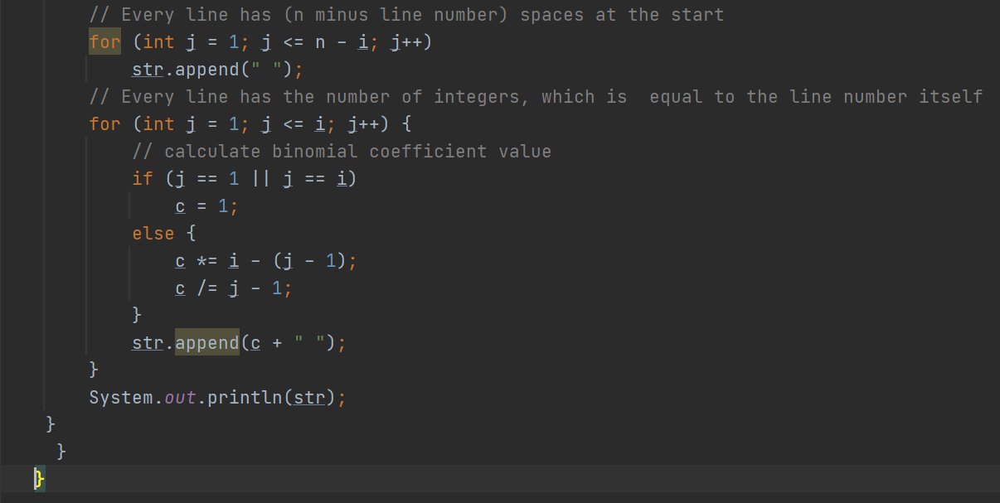 // Every line has (n minus line number) spaces at the start
for (int j = 1; j <= n - i; j++)
str.append(" ");
// Every line has the number of integers, which is  equal to the line number itself
for (int j = 1; j <= i; j++) {
// calculate binomial coefficient value
if (j == 1 || j == i)
c = 1;
else {
c *= i - (j - 1);
c /= j - 1;
}
str.append(c + " ");
}
System.out.println(str);
}
}
}